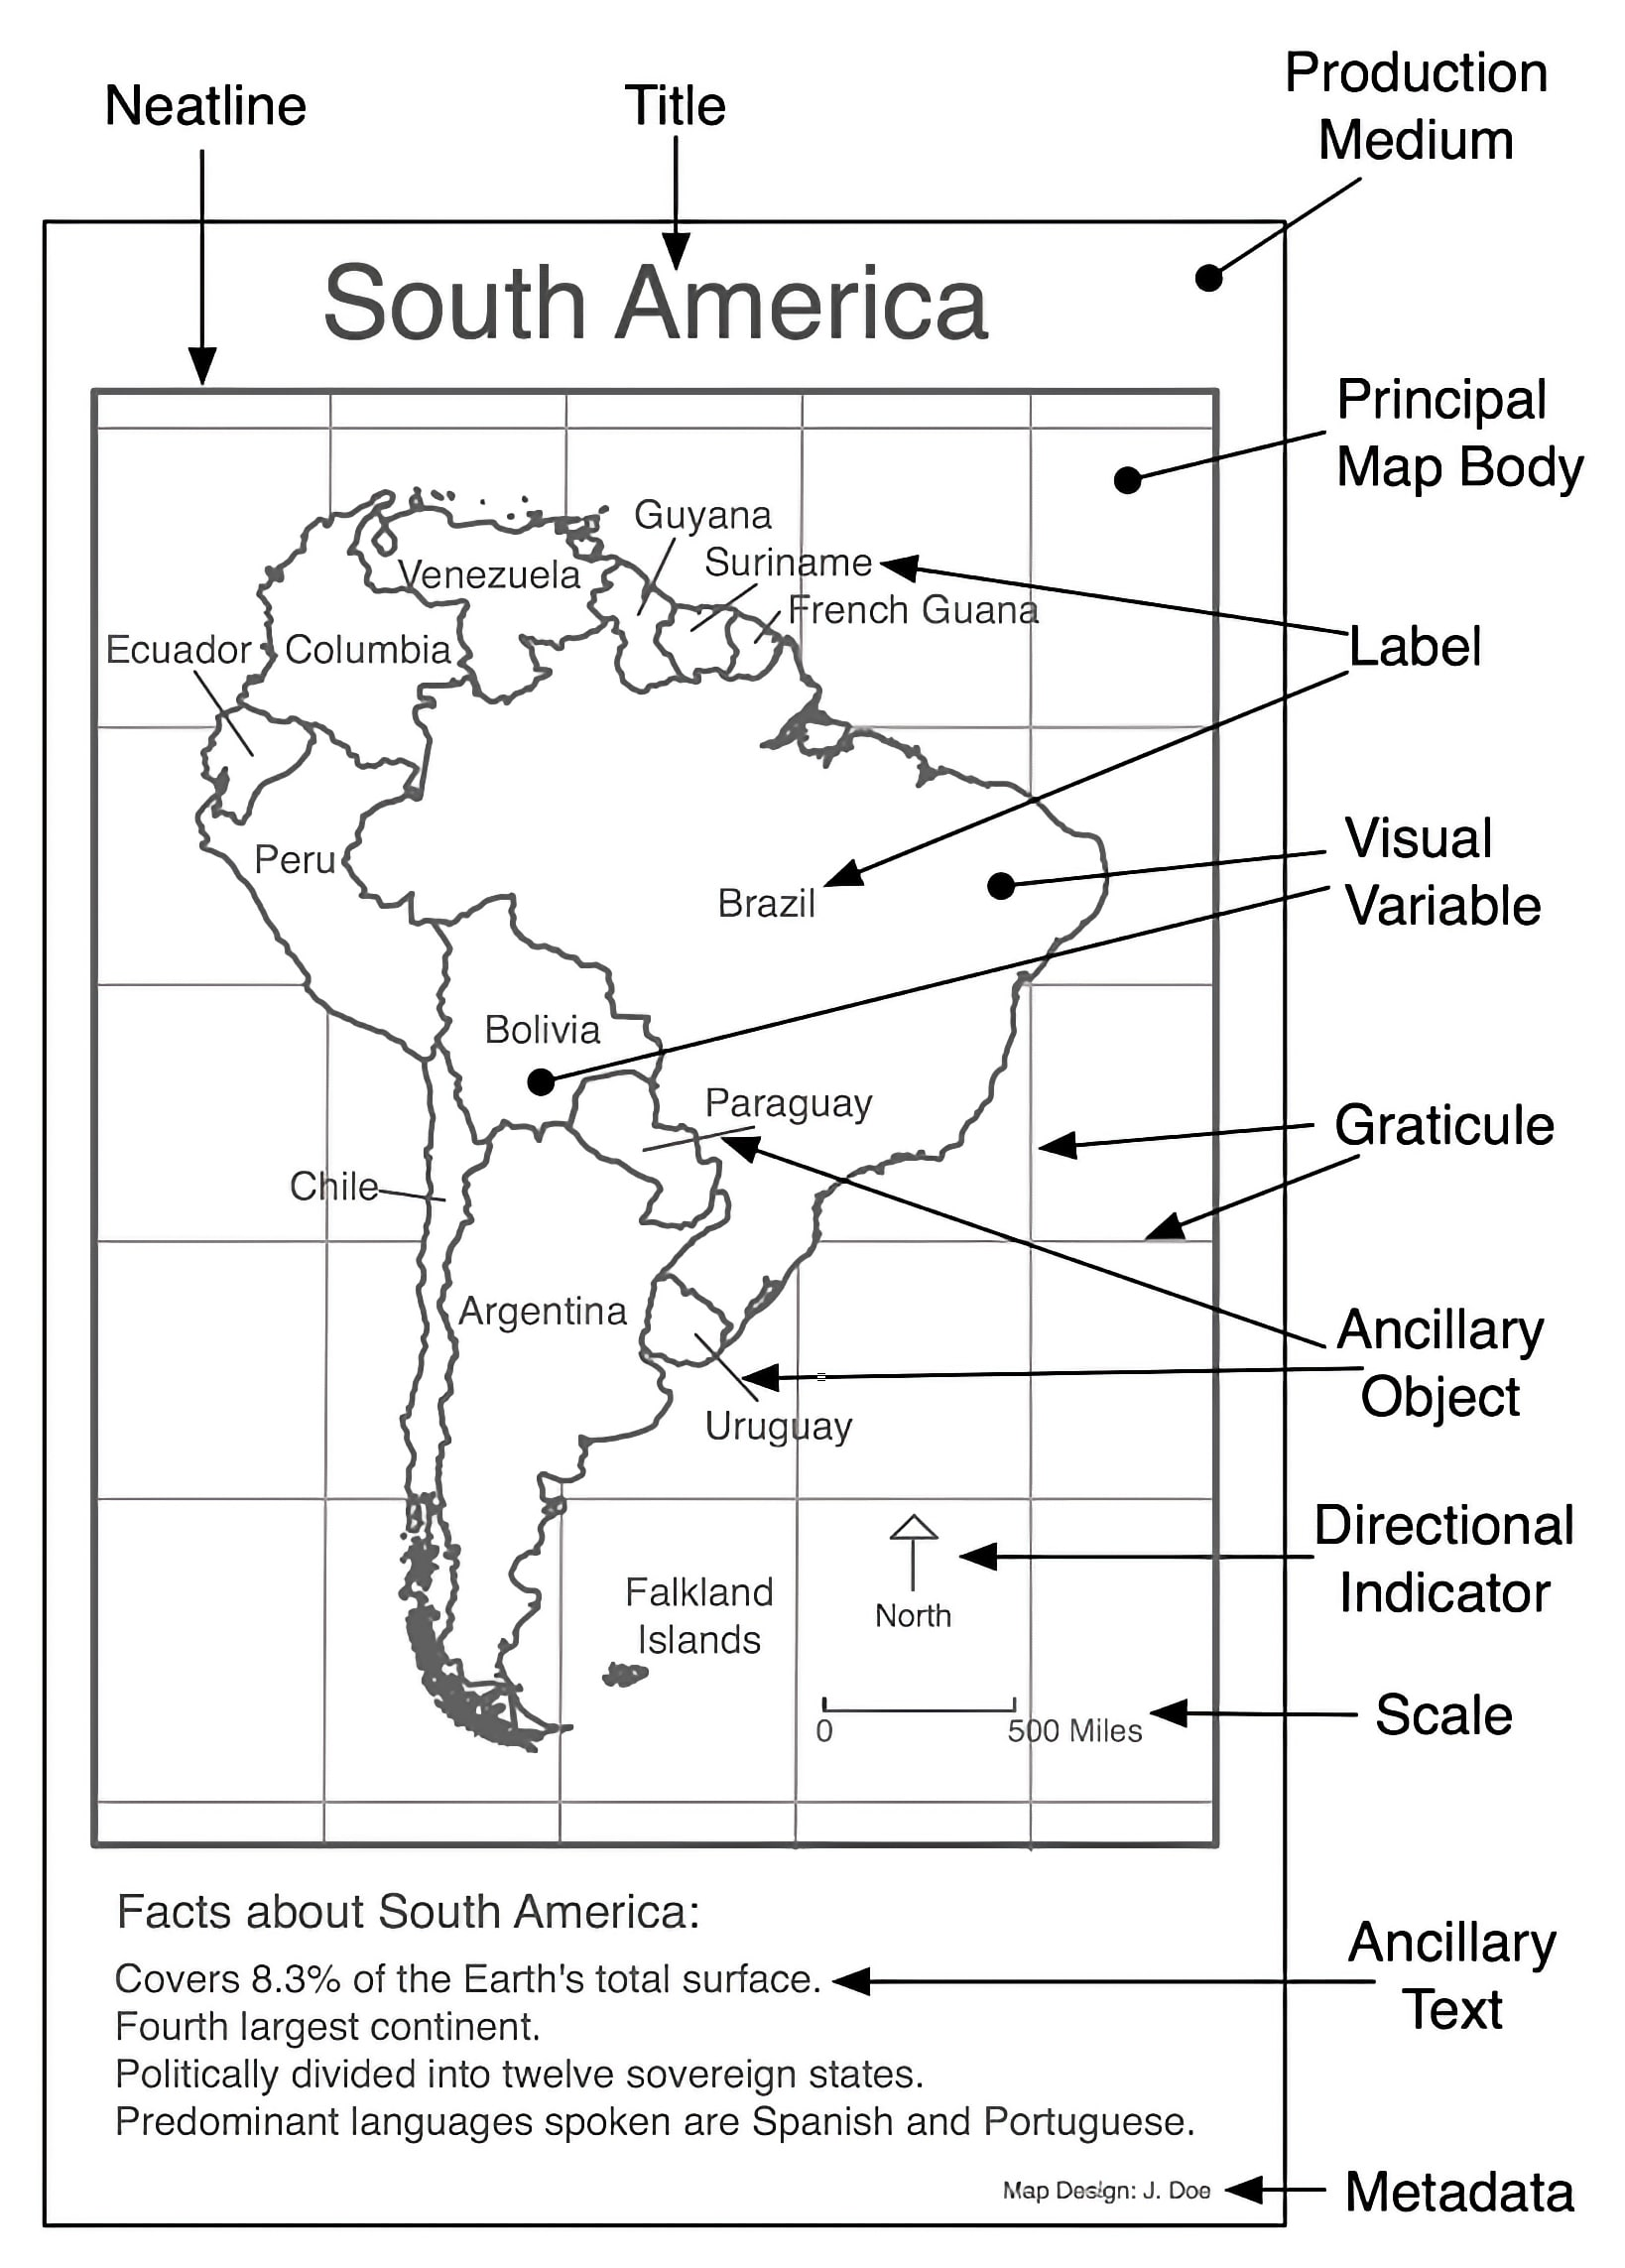 Production
Medium
Neatline
Title
South America
Principal
Map Body
Guyana
Suriname
Venezuela
French Guana
Label
Ecuador
Columbia
Visual
Variable
Peru
Brazil
Bolivia
Paraguay
Graticule
Chile
Argentina
Ancillary
Object
Uruguay
Directional
Indicator
Falkland
Islands
North
Scale
0
500 Miles
Facts about South America:
Covers 8.3% of the Earth's total surface.
Fourth largest continent.
Politically divided into twelve sovereign states.
Predominant languages spoken are Spanish and Portuguese.
Ancillary
Text
Map Design: J. Doe
Metadata